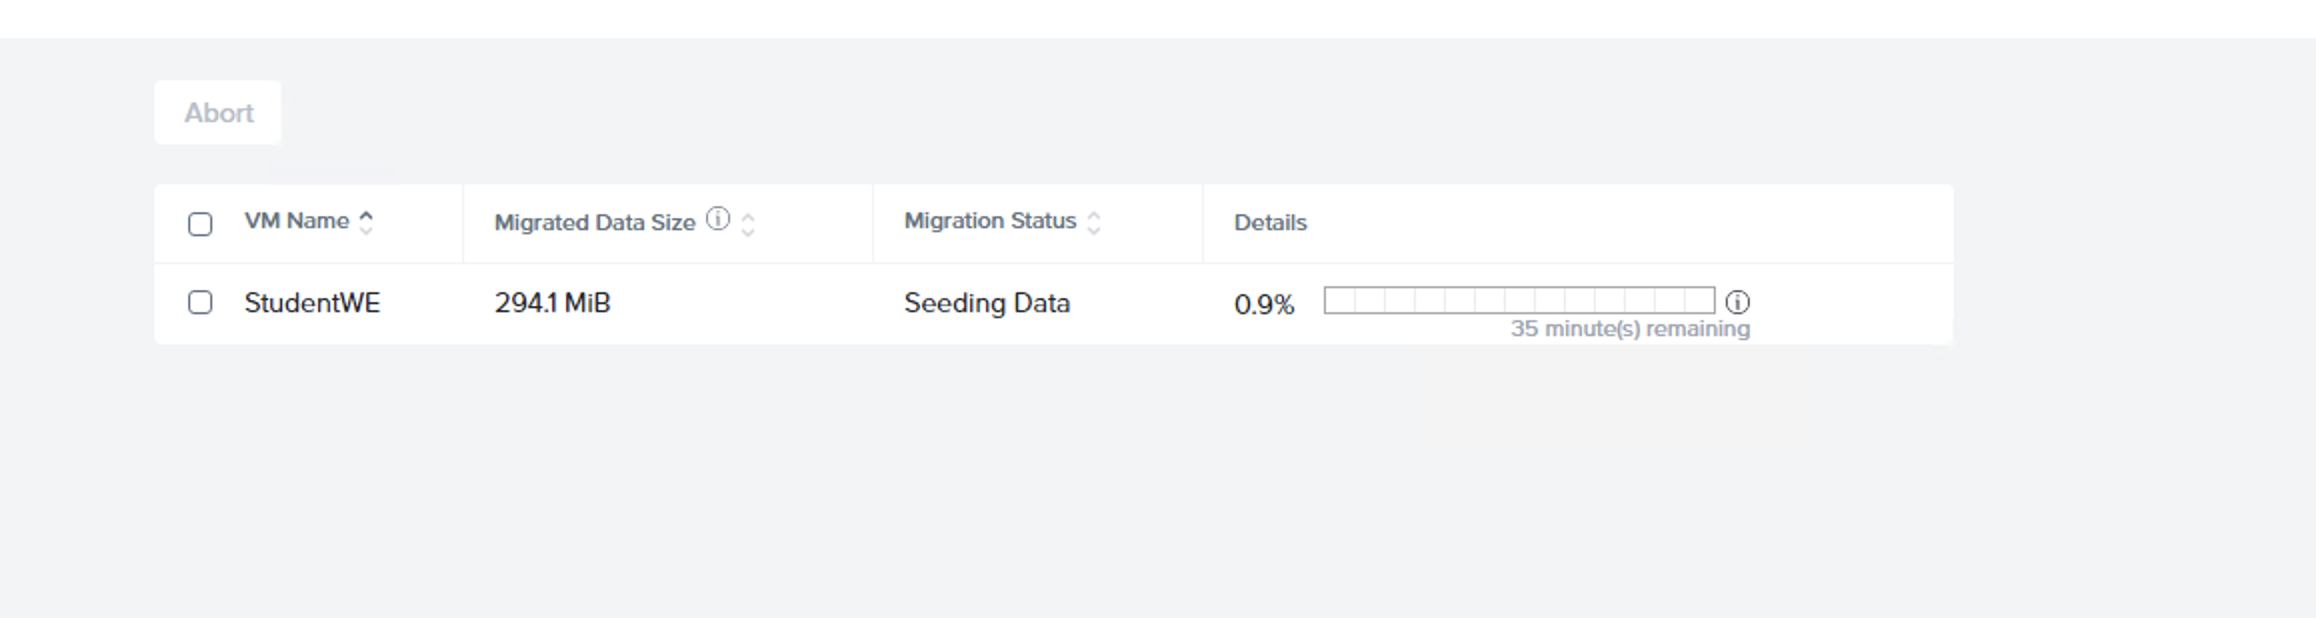 Abort
VM Name Migrated Data Size Migration Status Details
StudentWE 294.1 MiB Seeding Data 0.9%
35 minute(s) remaining